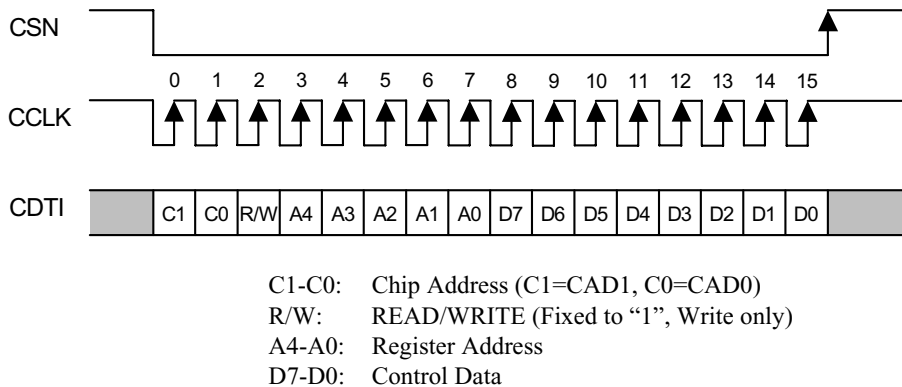 CSN
0 1 2 3 4 5 6 7 8 9 10 11 12 13 14 15
CCLK
CDTI C1 C0 R/W A4 A3 A2 A1 A0 D7 D6 D5 D4 D3 D2 D1 D0
C1-C0: Chip Address (C1=CAD1, C0=CAD0)
R/W: READ/WRITE (Fixed to “1”, Write only)
A4-A0: Register Address
D7-D0: Control Data